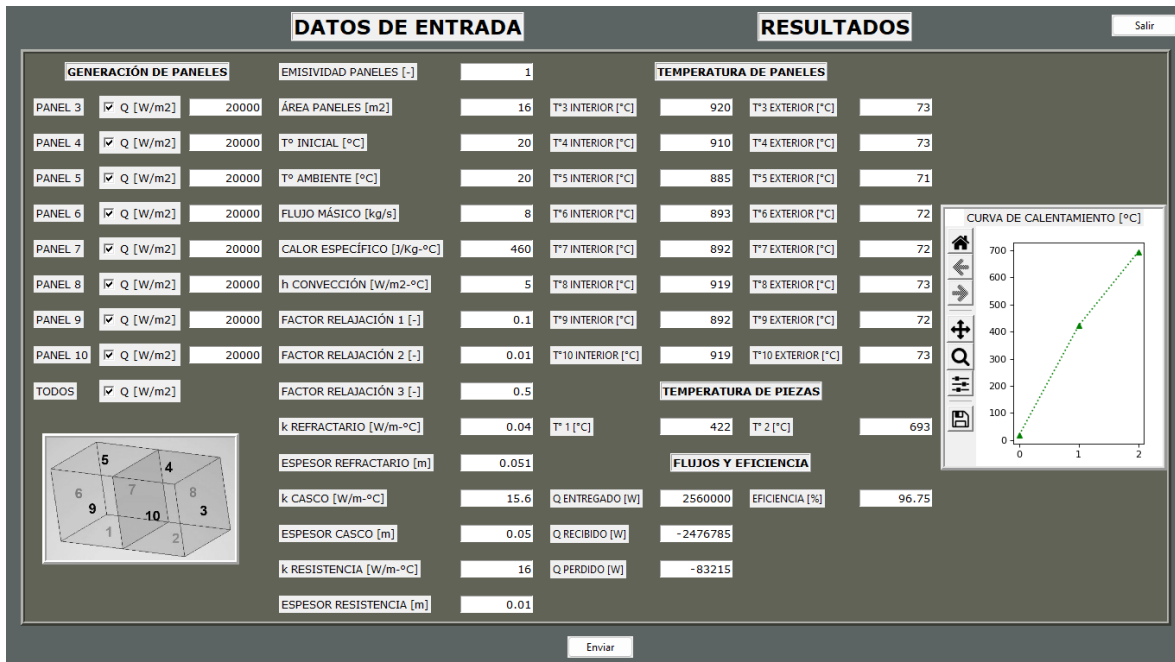 DATOS DE ENTRADA RESULTADOS Salir
GENERACIÓN DE PANELES EMISIVIDAD PANELES [-] 1 TEMPERATURA DE PANELES
PANEL 3 Q [W/m2] 20000 ÁREA PANELES [m2] 16 T°3 INTERIOR [°C] 920 T°3 EXTERIOR [°C] 73
PANEL 4 Q [W/m2] 20000 Tº INICIAL [ºC] 20 T°4 INTERIOR [°C] 910 T°4 EXTERIOR [°C] 73
PANEL 5 Q [W/m2] 20000 Tº AMBIENTE [ºC] 20 T°5 INTERIOR [°C] 885 T°5 EXTERIOR [°C] 71
PANEL 6 Q [W/m2] 20000 FLUJO MÁSICO [kg/s] 8 T°6 INTERIOR [°C] 893 T°6 EXTERIOR [°C] 72
PANEL 7 Q [W/m2] 20000 CALOR ESPECÍFICO [J/Kg-ºC] 460 T°7 INTERIOR [°C] 892 T°7 EXTERIOR [°C] 72
PANEL 8 Q [W/m2] 20000 h CONVECCIÓN [W/m2-ºC] 5 T°8 INTERIOR [°C] 919 T°8 EXTERIOR [°C] 73
PANEL 9 Q [W/m2] 20000 FACTOR RELAJACIÓN 1 [-] 0.1 T°9 INTERIOR [°C] 892 T°9 EXTERIOR [°C] 72
PANEL 10 Q [W/m2] 20000 FACTOR RELAJACIÓN 2 [-] 0.01 T°10 INTERIOR [°C] 919 T°10 EXTERIOR [°C] 73
TODOS Q [W/m2] FACTOR RELAJACIÓN 3 [-] 0.5 TEMPERATURA DE PIEZAS
k REFRACTARIO [W/m-ºC] 0.04 T° 1 [°C] 422 T° 2 [°C] 693
ESPESOR REFRACTARIO [m] 0.051 FLUJOS Y EFICIENCIA
k CASCO [W/m-ºC] 15.6 Q ENTREGADO [W] 2560000 EFICIENCIA [%] 96.75
ESPESOR CASCO [m] 0.05 Q RECIBIDO [W] -2476785
k RESISTENCIA [W/m-ºC] 16 Q PERDIDO [W] -83215
ESPESOR RESISTENCIA [m] 0.01
5 4
6 7 8
9 10 3
1 2
CURVA DE CALENTAMIENTO [ºC]
700
600
500
400
300
200
100
0
0 1 2
Enviar